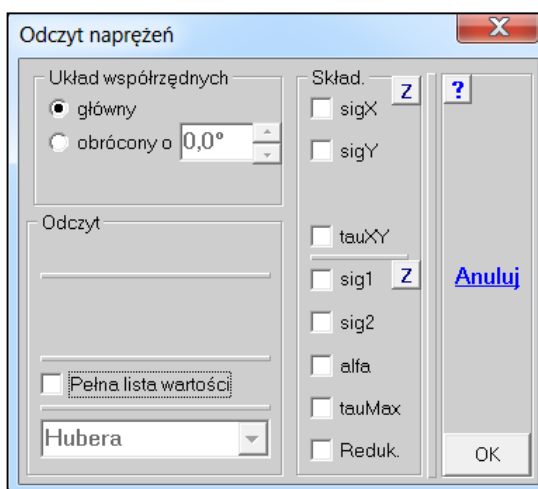 Odczyt naprężeń
X
Układ współrzędnych
główny
obrócony o 0,0°
Odczyt
Pełna lista wartości
Hubera
Skład.
Z
sigX
sigY
tauXY
sig1
Z
sig2
alfa
tauMax
Reduk.
?
Anuluj
OK